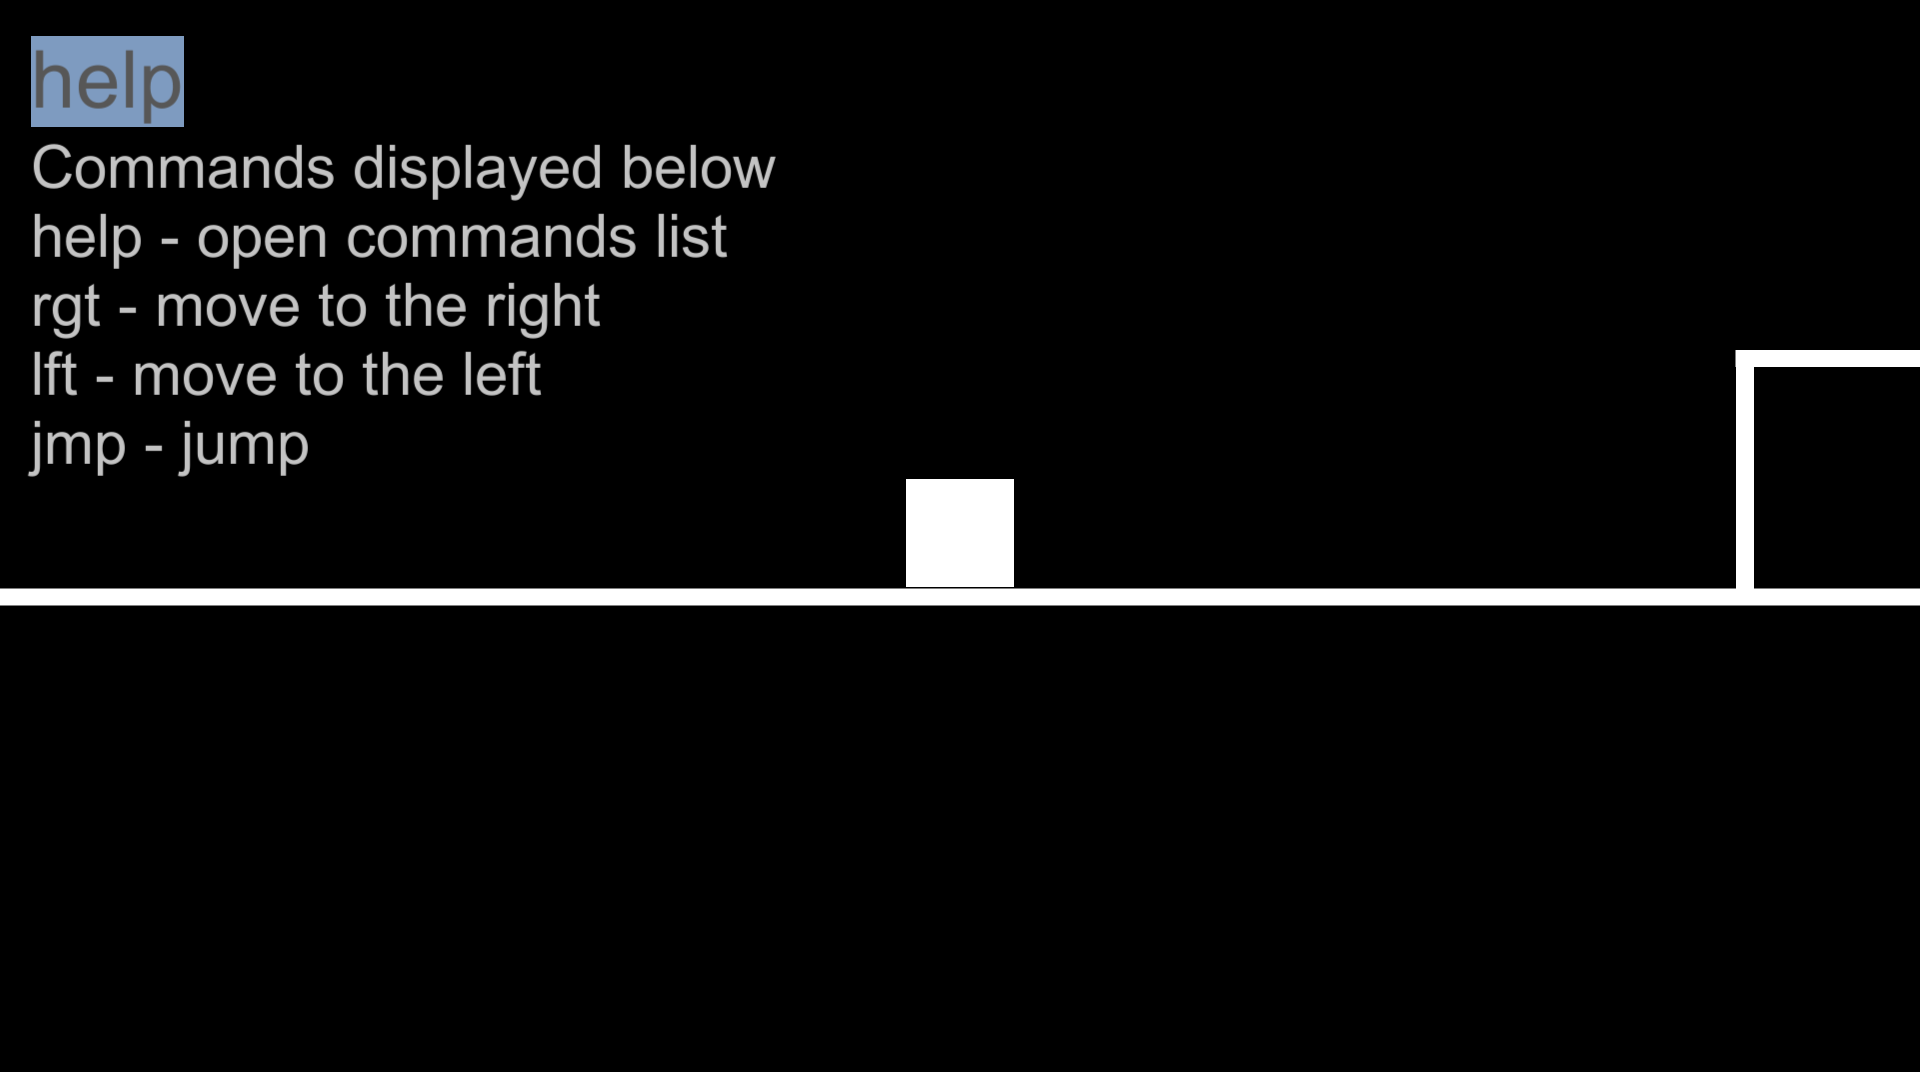 help
Commands displayed below
help - open commands list
rgt - move to the right
lft - move to the left
jmp - jump